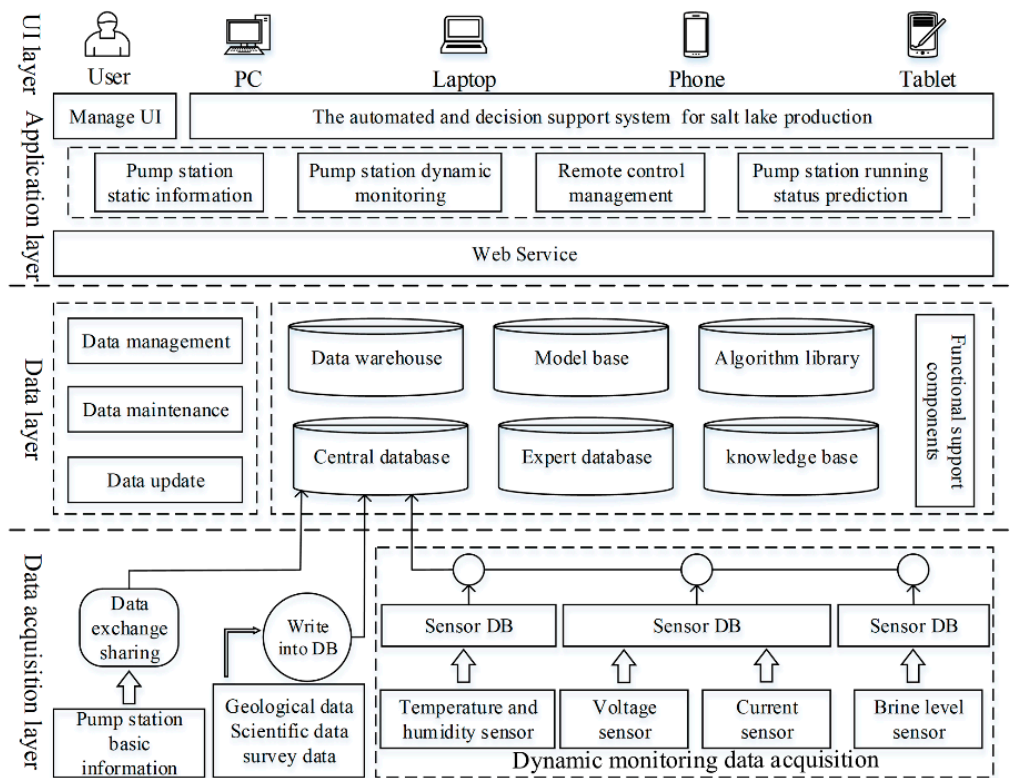 UI layer
User
PC
Laptop
Phone
Tablet
Application layer
Manage UI
The automated and decision support system for salt lake production
Pump station
static information
Pump station dynamic
monitoring
Remote control
management
Pump station running
status prediction
Web Service
Data layer
Data management
Data maintenance
Data update
Data warehouse
Model base
Algorithm library
Central database
Expert database
knowledge base
Functional support
components
Data acquisition layer
Data
exchange
sharing
Pump station
basic
information
Write
into DB
Geological data
Scientific data
survey data
Sensor DB
Sensor DB
Sensor DB
Temperature and
humidity sensor
Voltage
sensor
Current
sensor
Brine level
sensor
Dynamic monitoring data acquisition